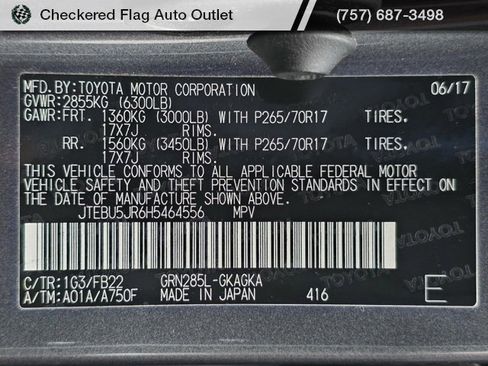 Checkered Flag Auto Outlet (757) 687-3498
MFD.BY:TOYOTA MOTOR CORPORATION 06/17
GVWR:2855KG (6300LB)
GAWR:FRT. 1360KG (3000LB) WITH P265/70R17 TIRES.
17X7J RIMS.
RR. 1560KG (3450LB) WITH P265/70R17 TIRES.
17X7J RIMS.
THIS VEHICLE CONFORMS TO ALL APPLICABLE FEDERAL MOTOR
VEHICLE SAFETY AND THEFT PREVENTION STANDARDS IN EFFECT
ON THE DATE OF MANUFACTURE SHOWN ABOVE.
JTEBU5JR6H5464556 MPV
C/TR:1G3/FB22 GRN285L-GKAGKA
A/TM:A01A/A750F MADE IN JAPAN 416 E